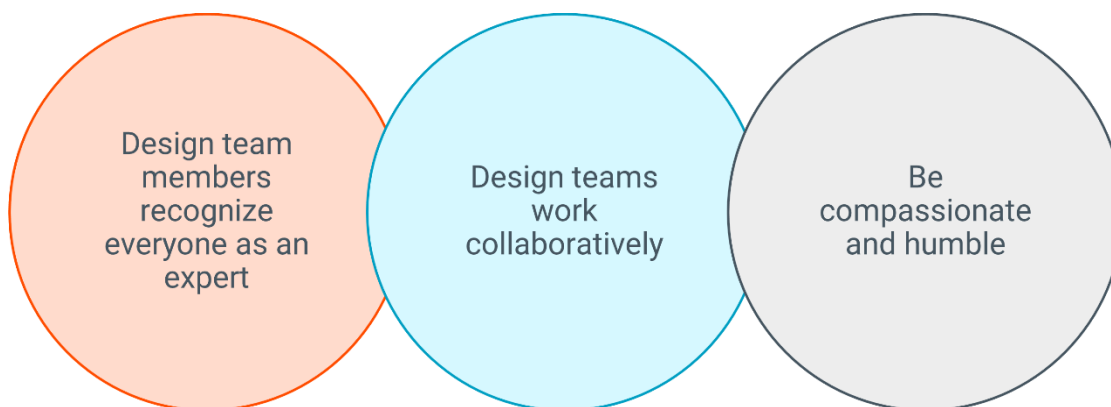 Design team
members
recognize
everyone as an
expert
Design teams
work
collaboratively
Be
compassionate
and humble